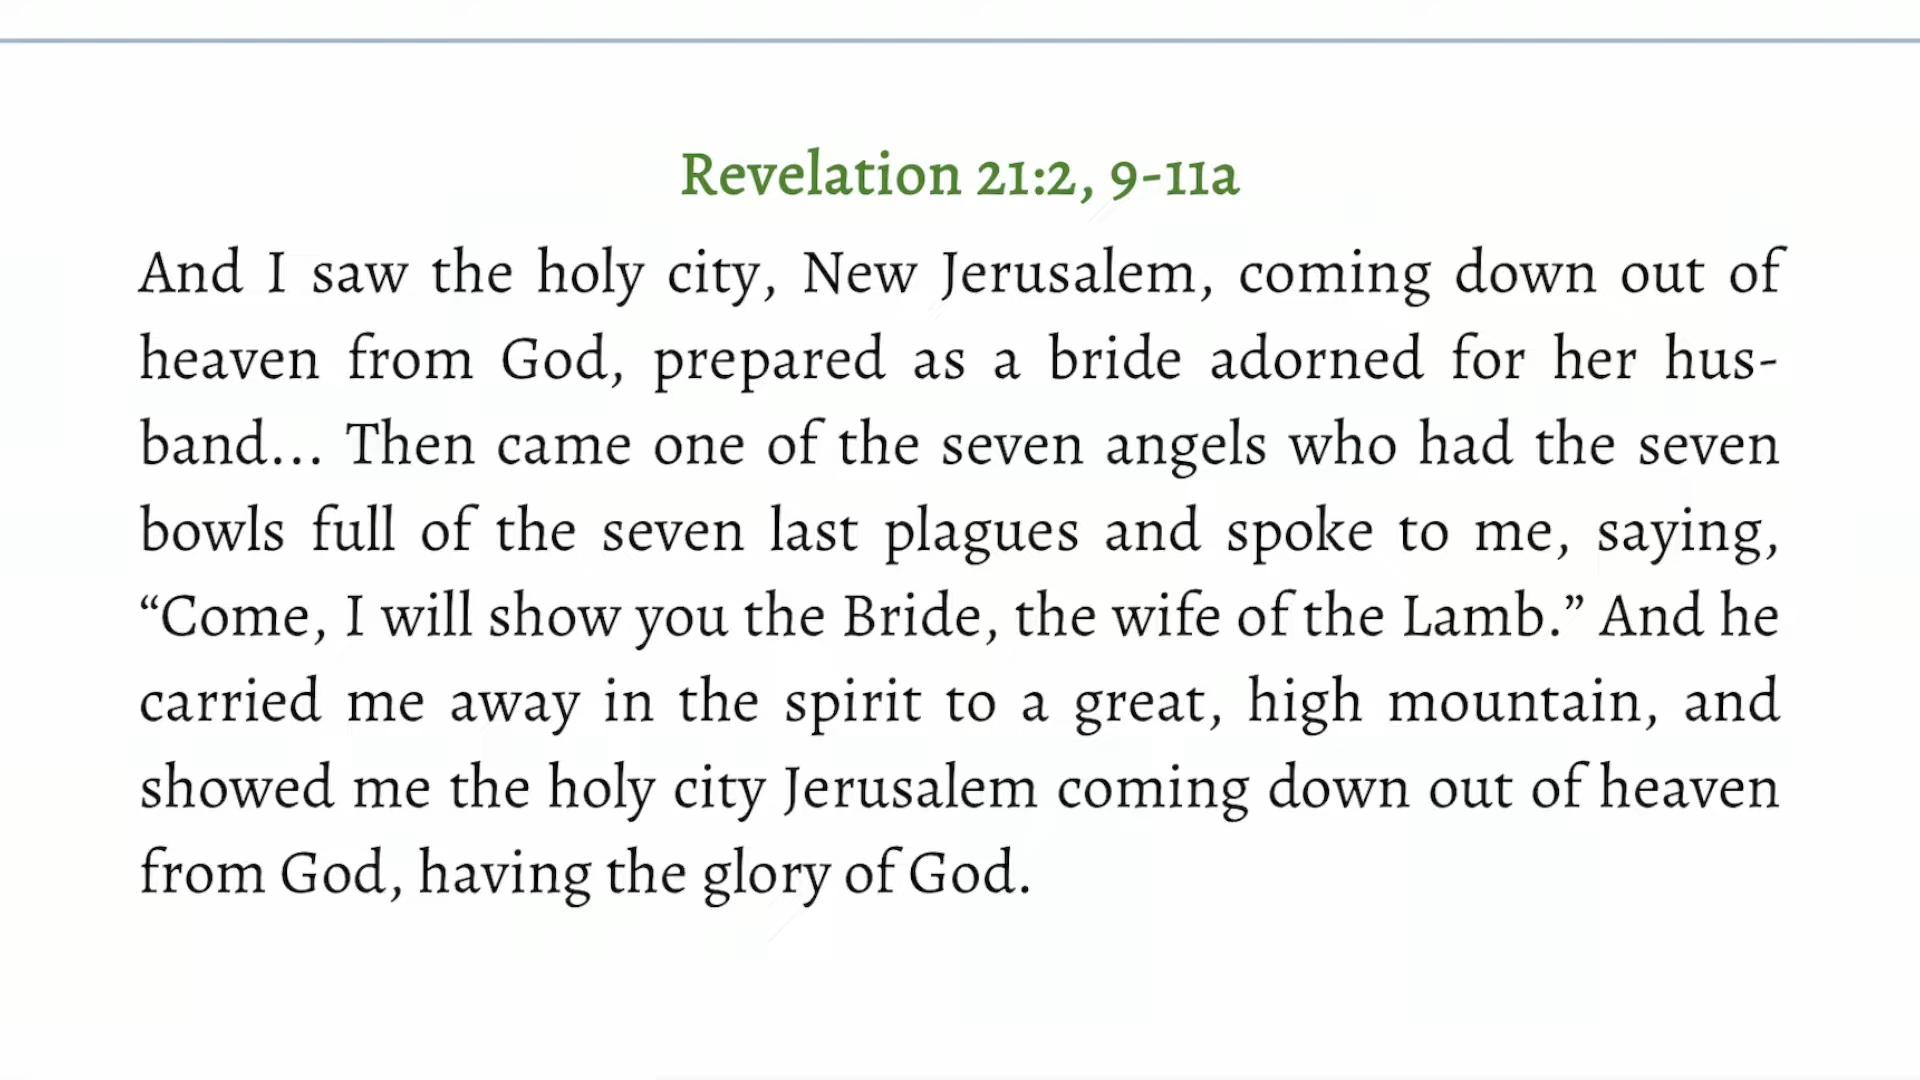 Revelation 21:2, 9-11a
And I saw the holy city, New Jerusalem, coming down out of
heaven from God, prepared as a bride adorned for her hus-
band... Then came one of the seven angels who had the seven
bowls full of the seven last plagues and spoke to me, saying,
“Come, I will show you the Bride, the wife of the Lamb.” And he
carried me away in the spirit to a great, high mountain, and
showed me the holy city Jerusalem coming down out of heaven
from God, having the glory of God.